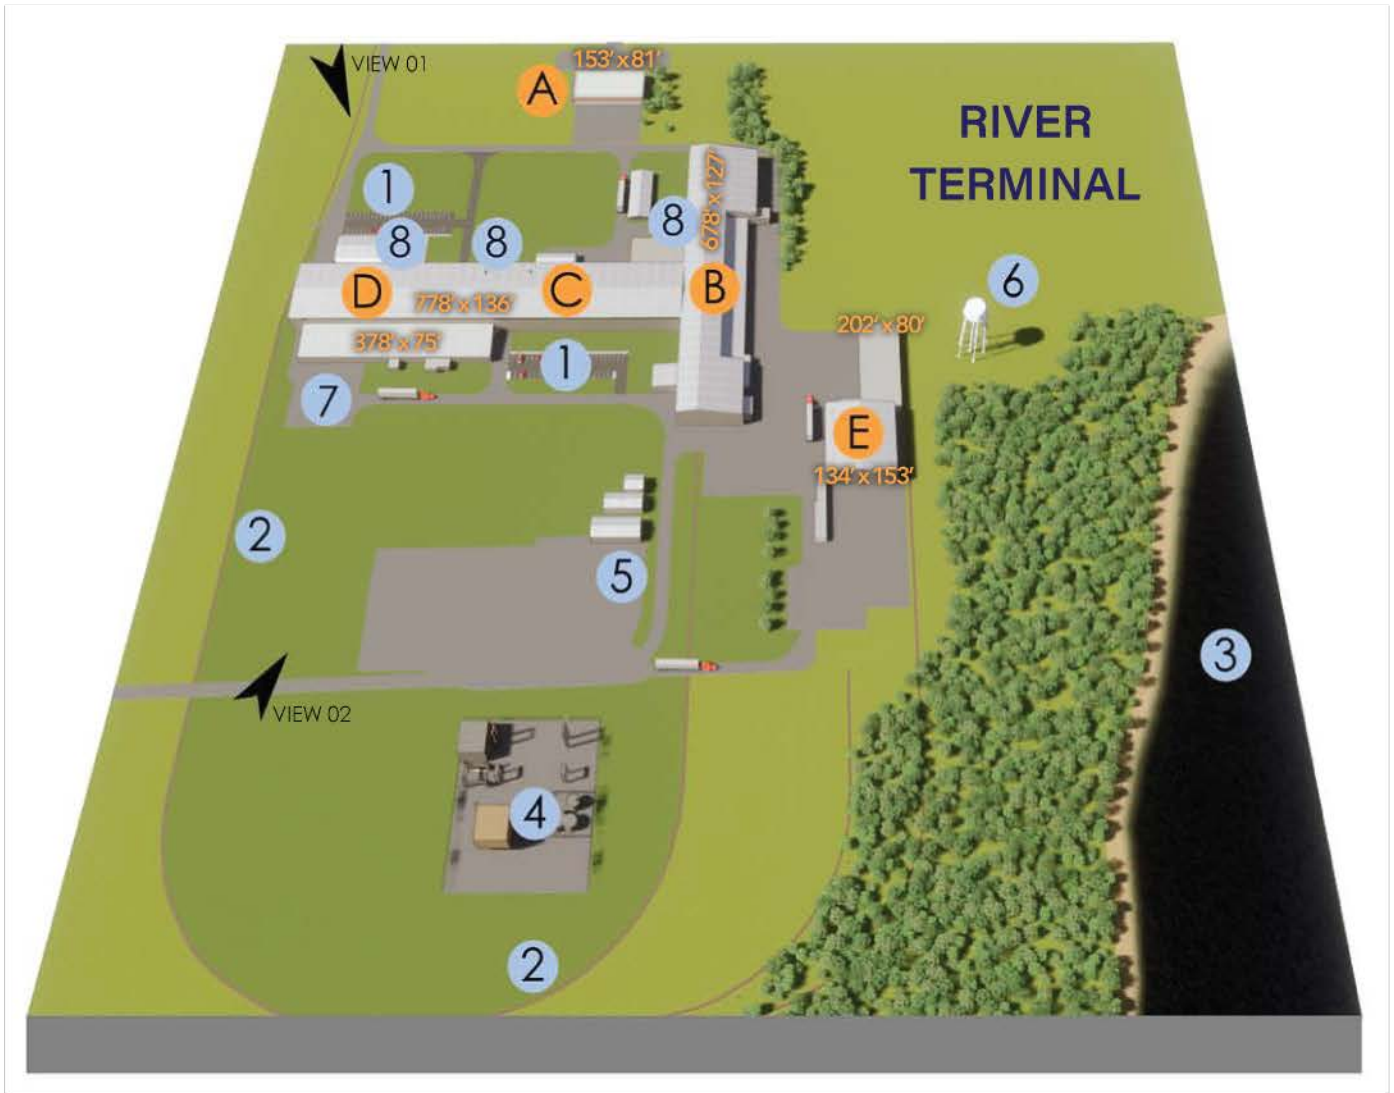 VIEW 01
153' x 81'
A
RIVER
TERMINAL
1
678' x 127'
8
8
8
6
D
C
B
778' x 136'
202' x 80'
378' x 75'
1
7
E
134' x 153'
2
5
3
VIEW 02
4
2